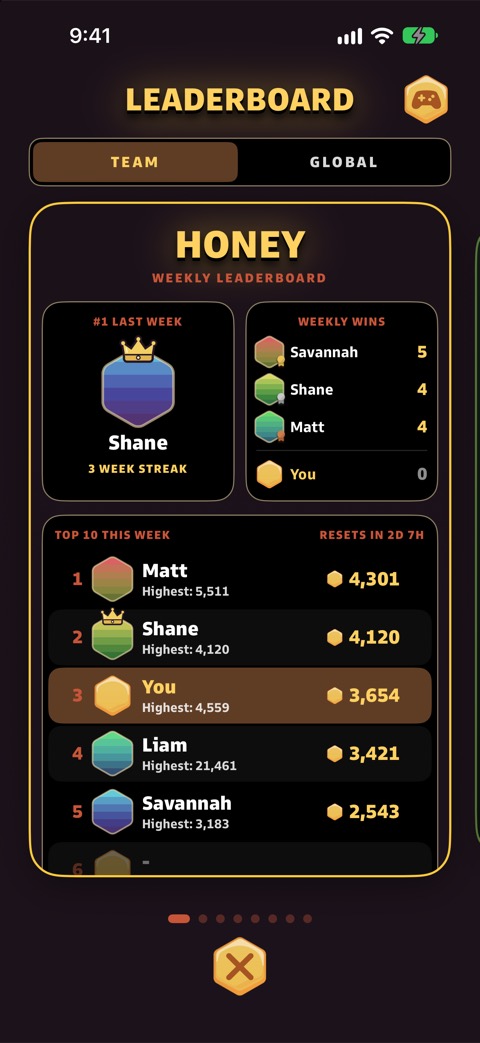 9:41
LEADERBOARD
TEAM
GLOBAL
HONEY
WEEKLY LEADERBOARD
#1 LAST WEEK
Shane
3 WEEK STREAK
WEEKLY WINS
Savannah 5
Shane 4
Matt 4
You 0
TOP 10 THIS WEEK
RESETS IN 2D 7H
1 Matt 4,301
Highest: 5,511
2 Shane 4,120
Highest: 4,120
3 You 3,654
Highest: 4,559
4 Liam 3,421
Highest: 21,461
5 Savannah 2,543
Highest: 3,183
6 -